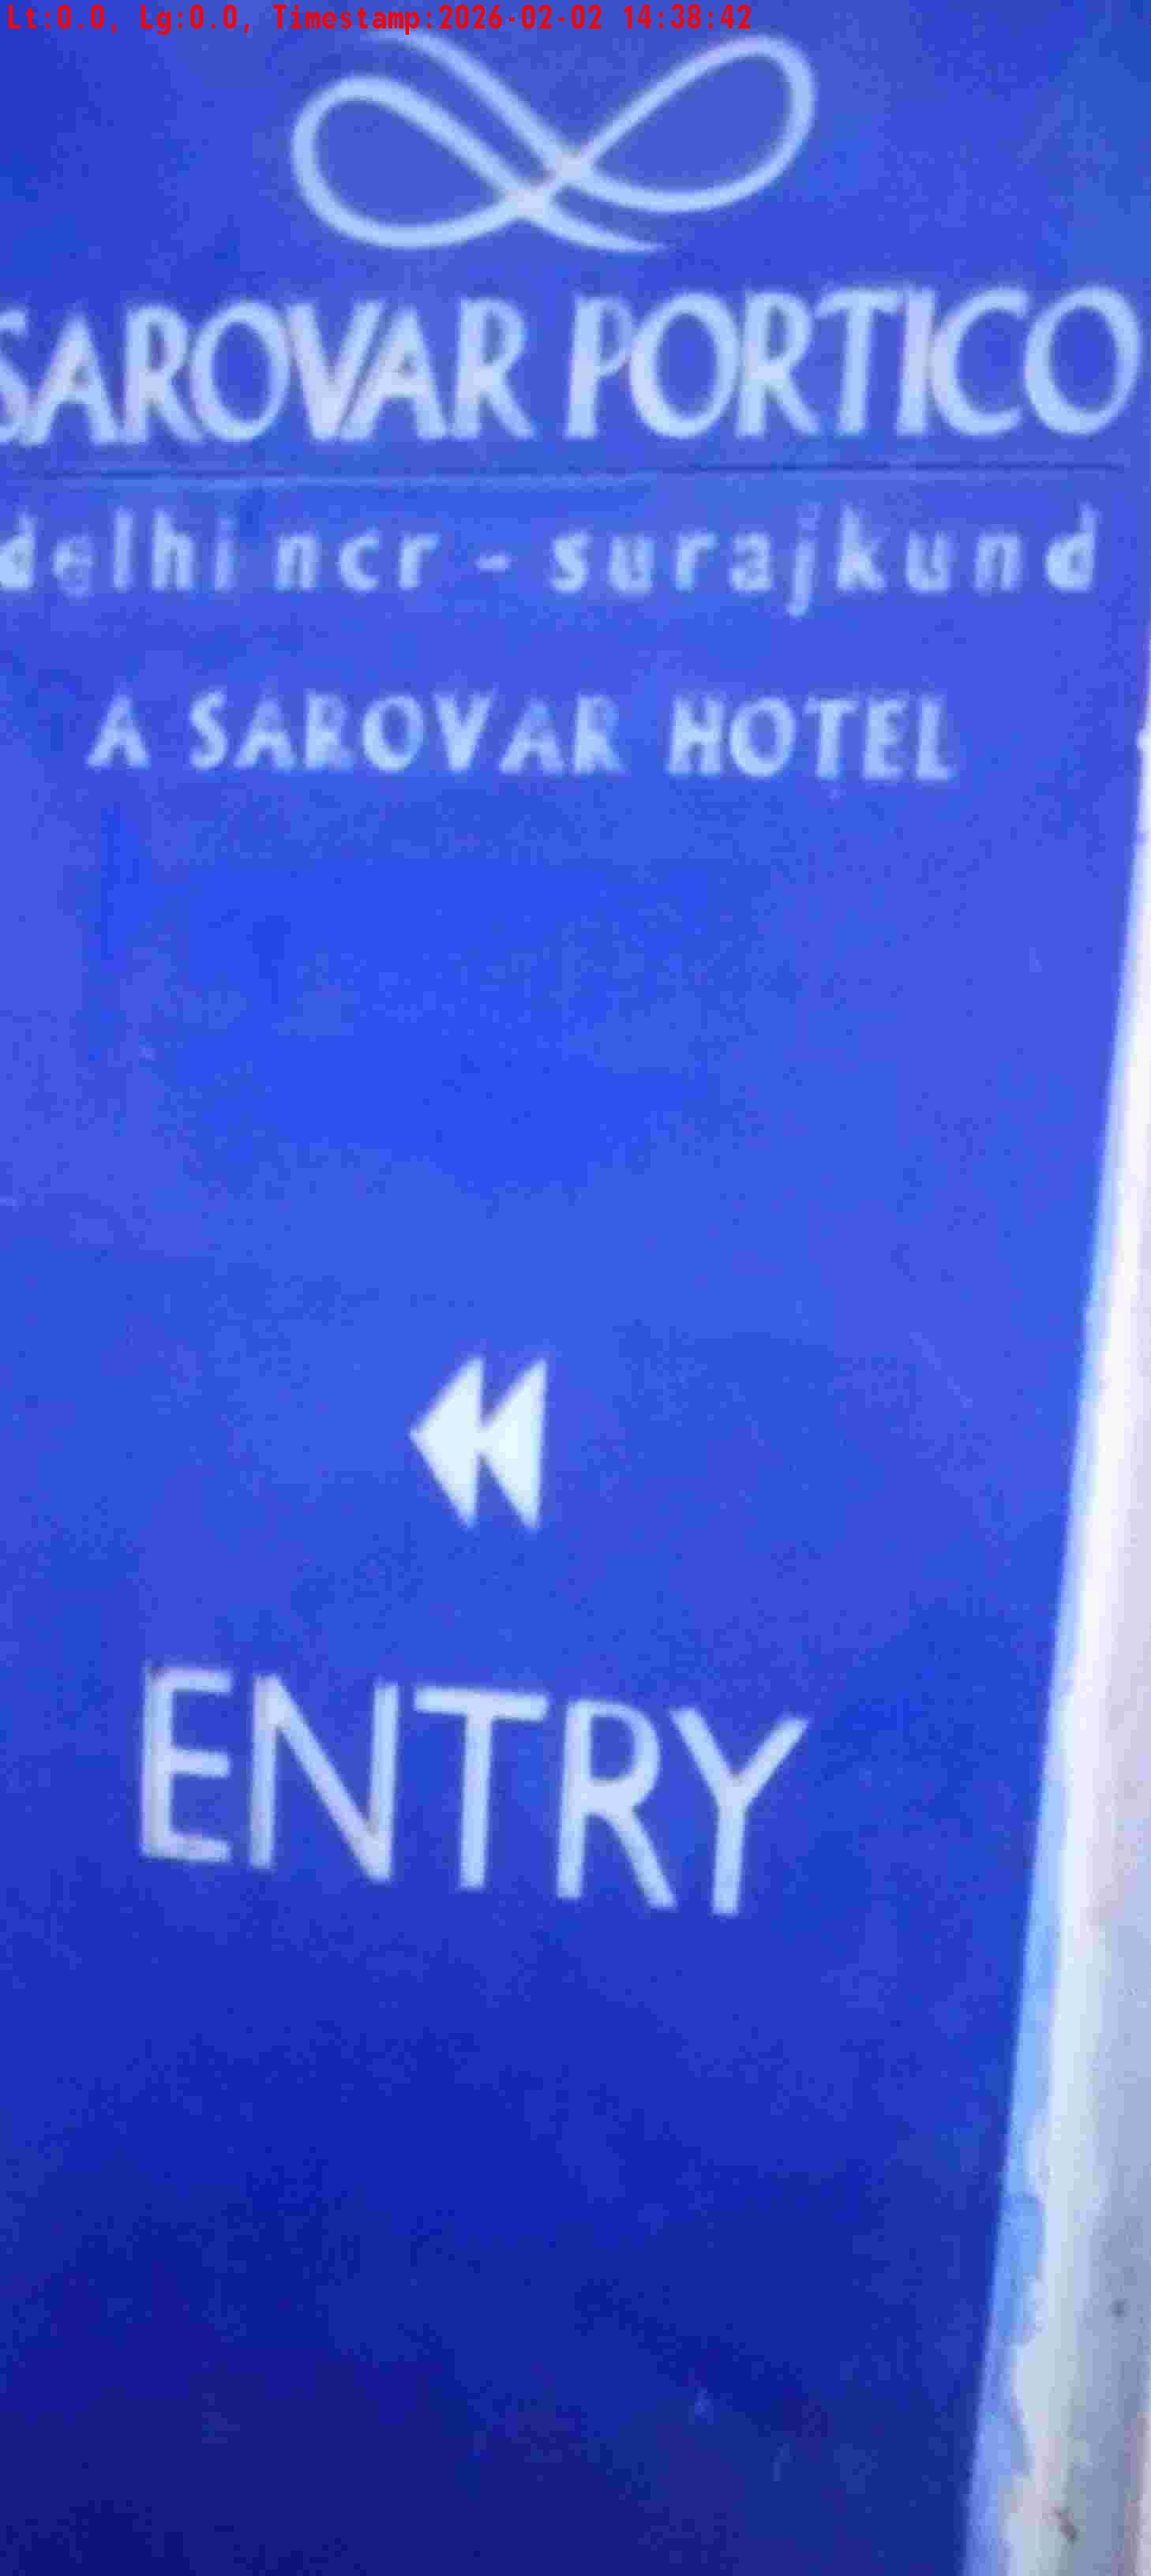 Lt:0.0, Lg:0.0, Timestamp:2026-02-02 14:38:42
SAROVAR PORTICO
delhi ncr - surajkund
A SAROVAR HOTEL
ENTRY